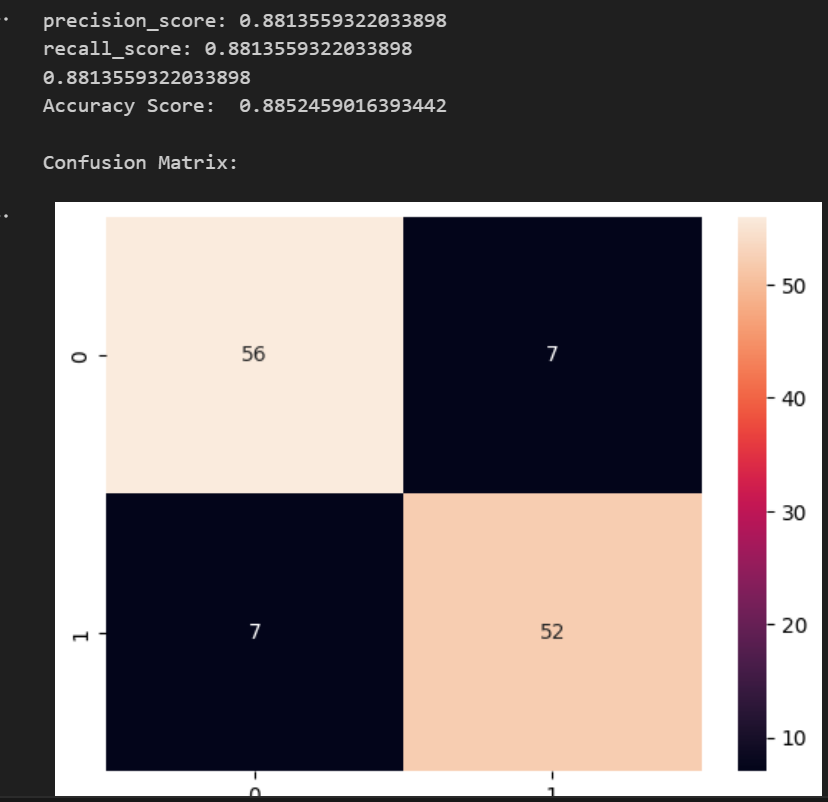 precision_score: 0.8813559322033898
recall_score: 0.8813559322033898
0.8813559322033898
Accuracy Score:  0.8852459016393442
Confusion Matrix:
50
0 56 7
40
30
1 7 52
20
10
0 1